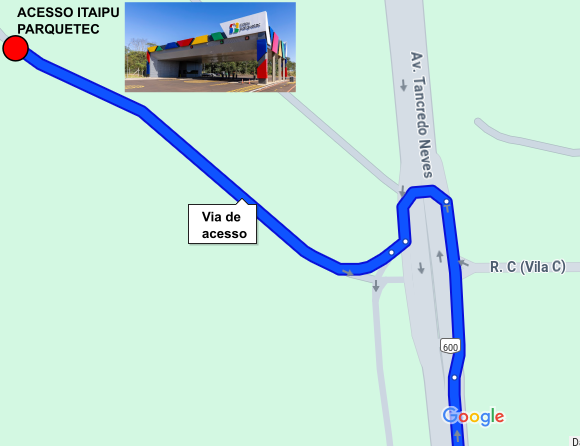 ACESSO ITAIPU
PARQUETEC
Av. Tancredo Neves
Via de
acesso
R. C (Vila C)
600
Google